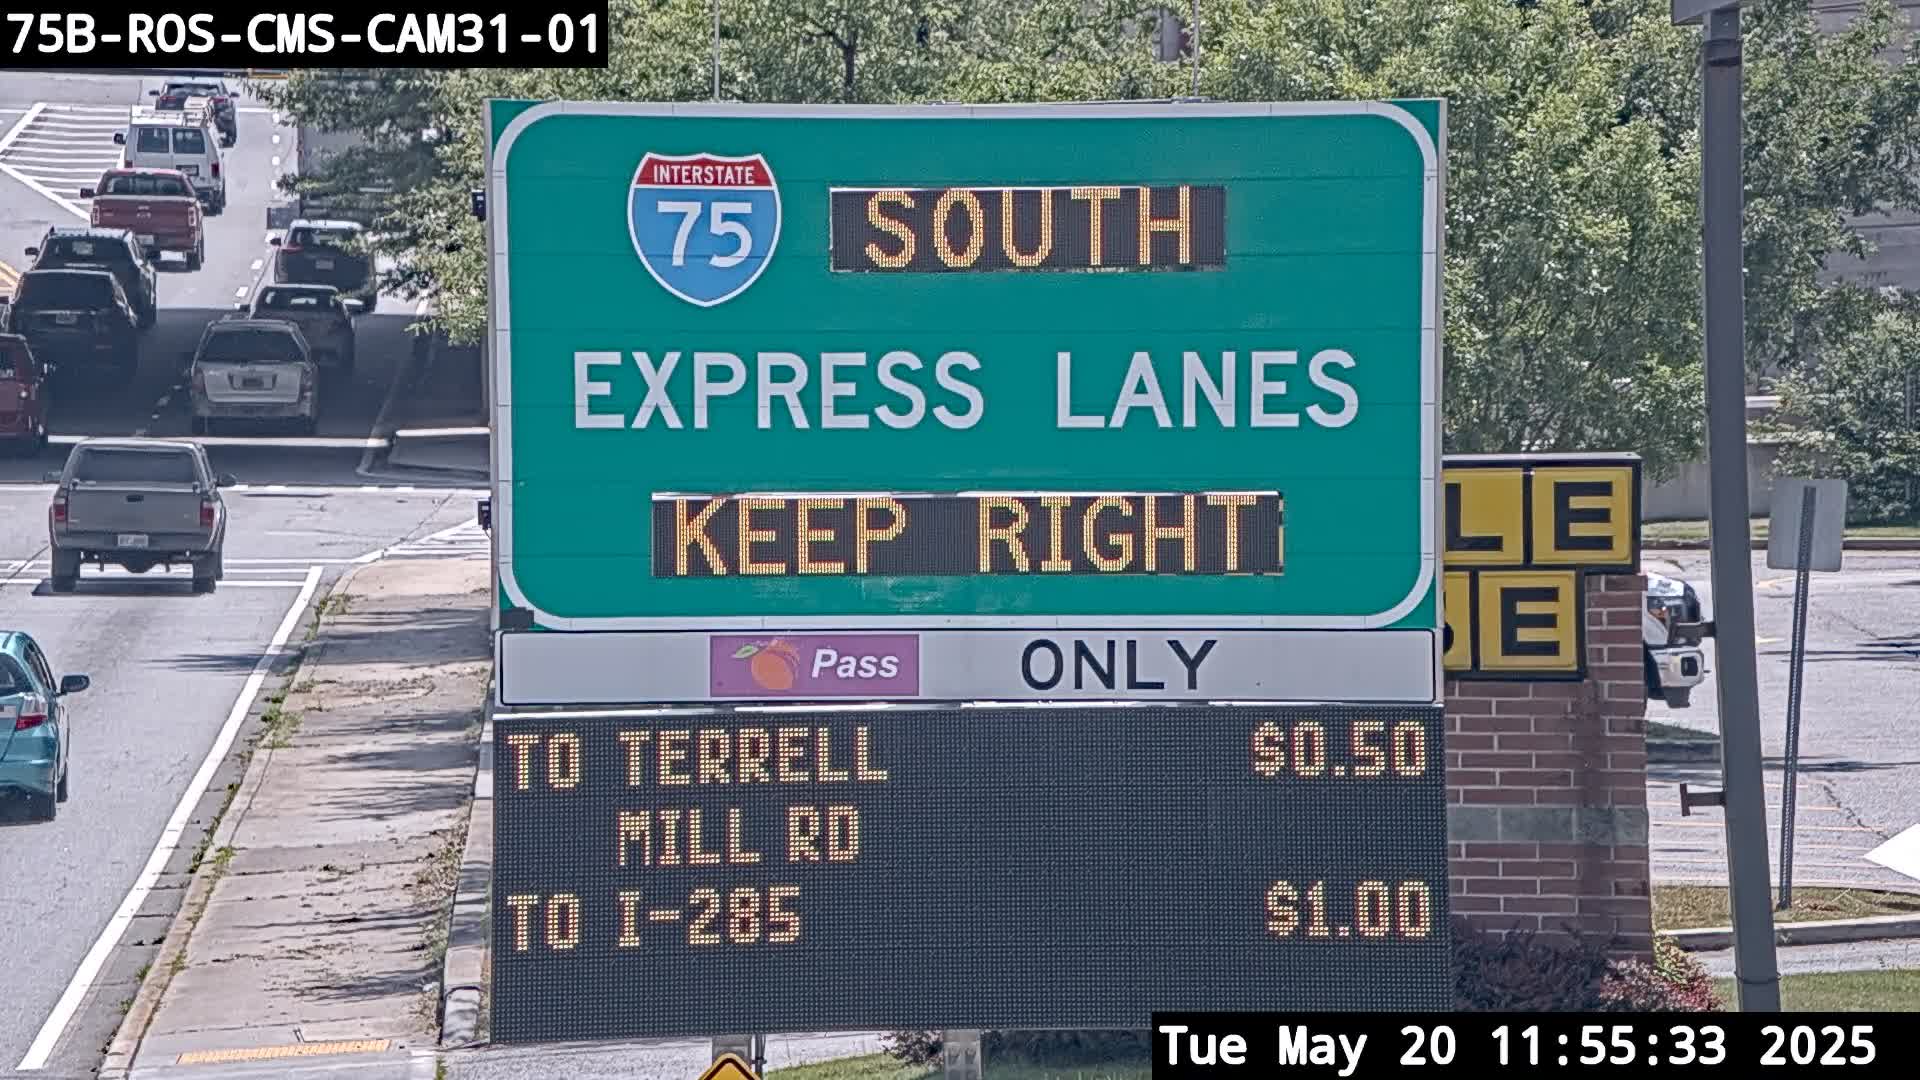 75B-ROS-CMS-CAM31-01
INTERSTATE
75
SOUTH
EXPRESS LANES
KEEP RIGHT
LE
E
Pass
ONLY
TO TERRELL $0.50
MILL RD
TO I-285 $1.00
Tue May 20 11:55:33 2025